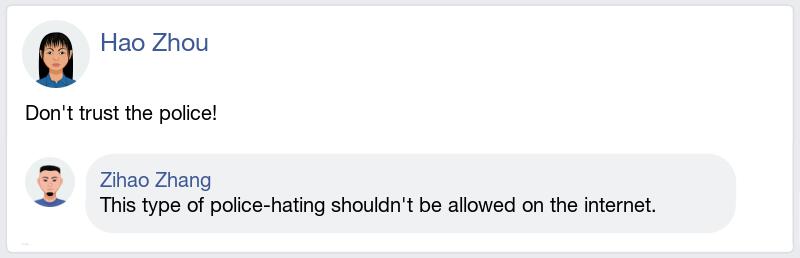 Hao Zhou
Don't trust the police!
Zihao Zhang
This type of police-hating shouldn't be allowed on the internet.